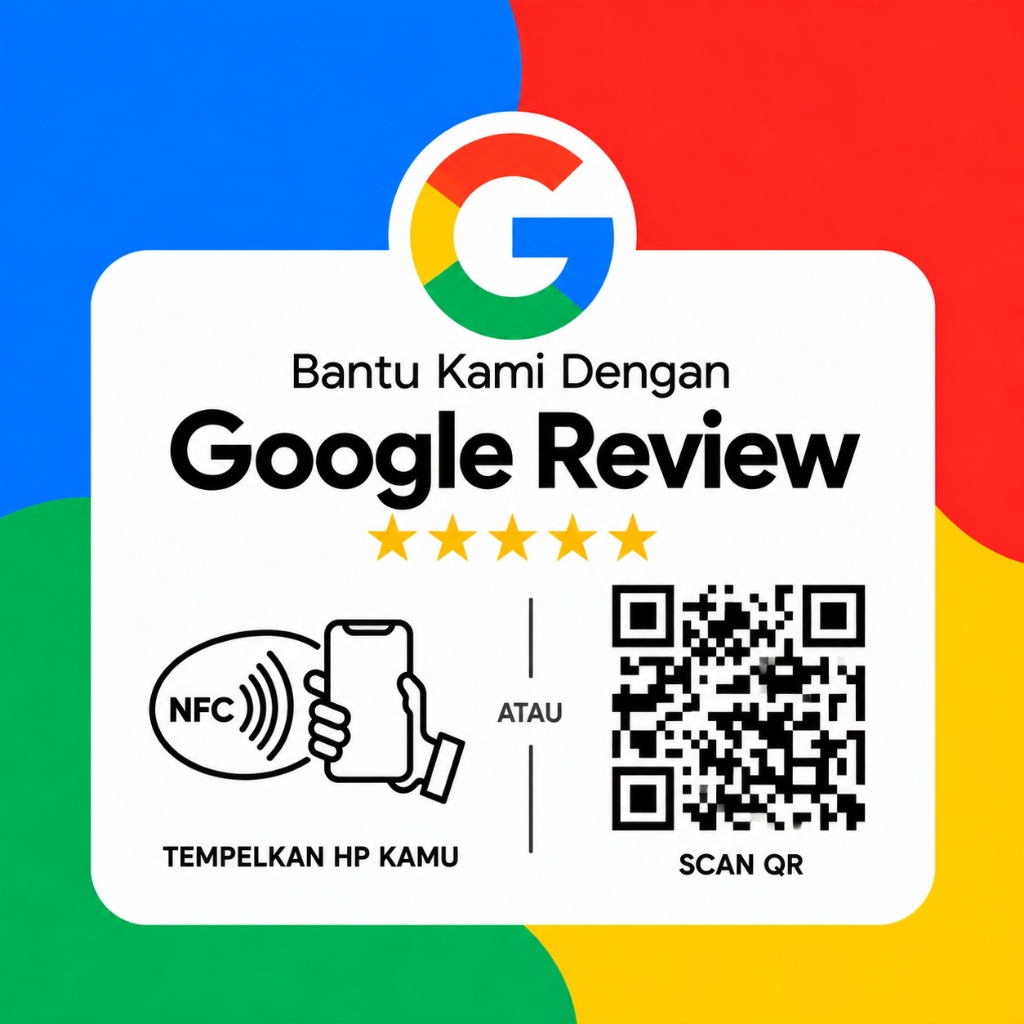 Bantu Kami Dengan
Google Review
NFC
TEMPELKAN HP KAMU
ATAU
SCAN QR